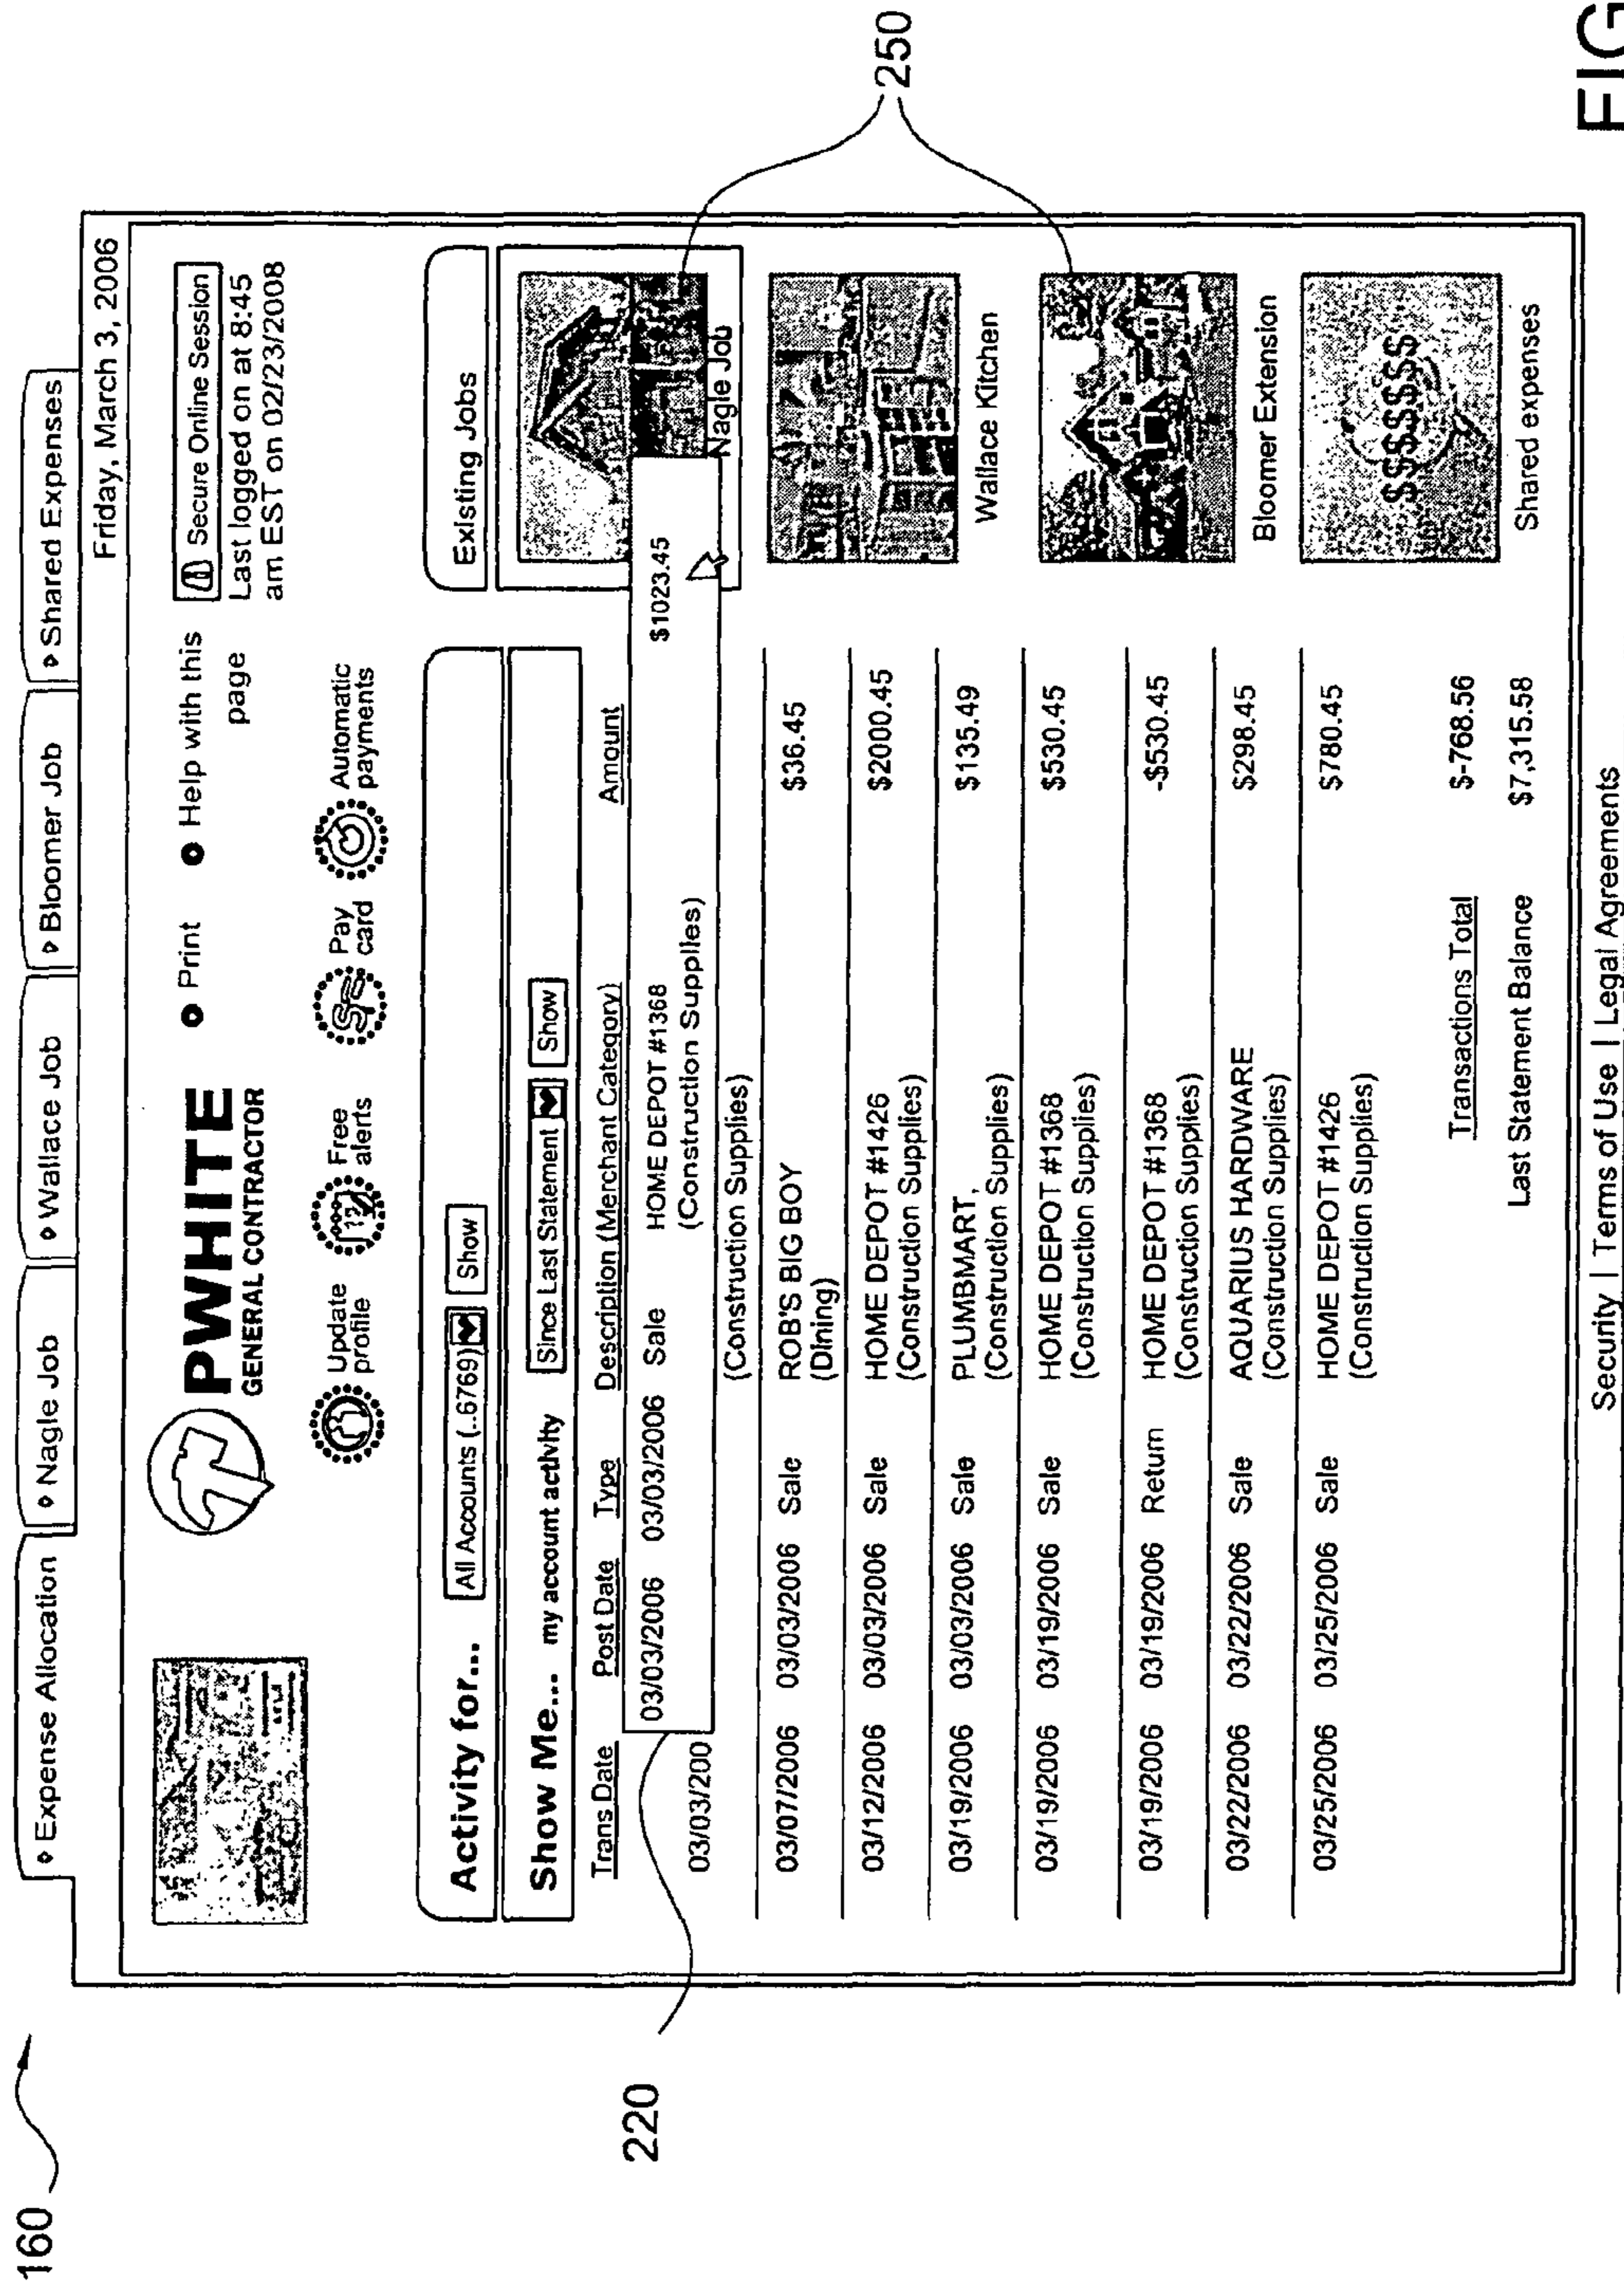 160
Expense Allocation Nagle Job Wallace Job Bloomer Job Shared Expenses
Friday, March 3, 2006
PWHITE
GENERAL CONTRACTOR
Print Help with this
page
Secure Online Session
Last logged on at 8:45
am EST on 02/23/2008
Update
profile
Free
alerts
Pay
card
Automatic
payments
Activity for... All Accounts (..6769) Show
Show Me... my account activity Since Last Statement Show
Existing Jobs
Trans Date Post Date Type Description (Merchant Category) Amount
03/03/2006 03/03/2006 Sale HOME DEPOT #1368 $1023.45
(Construction Supplies)
03/03/200 (Construction Supplies)
Nagle Job
220
250
03/07/2006 03/03/2006 Sale ROB'S BIG BOY $36.45
(Dining)
03/12/2006 03/03/2006 Sale HOME DEPOT #1426 $2000.45
(Construction Supplies)
03/19/2006 03/03/2006 Sale PLUMBMART, $135.49
(Construction Supplies)
Wallace Kitchen
03/19/2006 03/19/2006 Sale HOME DEPOT #1368 $530.45
(Construction Supplies)
03/19/2006 03/19/2006 Return HOME DEPOT #1368 -$530.45
(Construction Supplies)
03/22/2006 03/22/2006 Sale AQUARIUS HARDWARE $298.45
(Construction Supplies)
Bloomer Extension
03/25/2006 03/25/2006 Sale HOME DEPOT #1426 $780.45
(Construction Supplies)
$$$$$$$
Transactions Total $-768.56
Last Statement Balance $7,315.58
Shared expenses
Security | Terms of Use | Legal Agreements
FIG